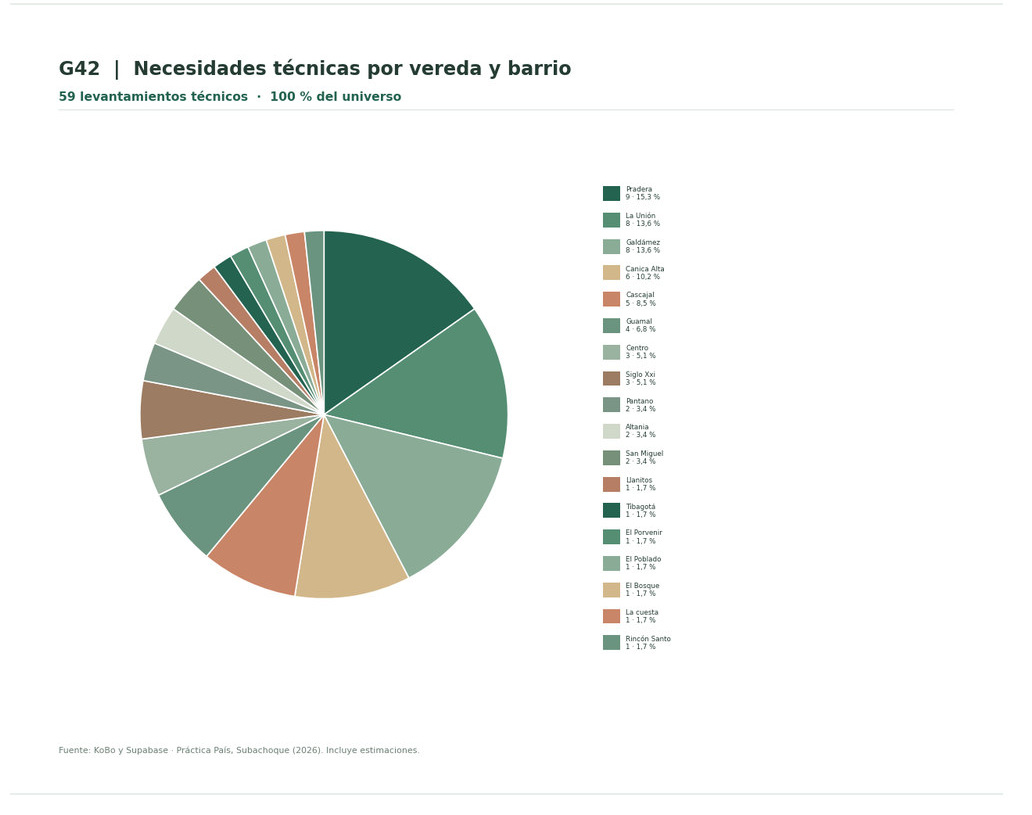 G42  |  Necesidades técnicas por vereda y barrio
59 levantamientos técnicos  ·  100 % del universo
Pradera
9 · 15,3 %
La Unión
8 · 13,6 %
Galdámez
8 · 13,6 %
Canica Alta
6 · 10,2 %
Cascajal
5 · 8,5 %
Guamal
4 · 6,8 %
Centro
3 · 5,1 %
Siglo Xxi
3 · 5,1 %
Pantano
2 · 3,4 %
Altania
2 · 3,4 %
San Miguel
2 · 3,4 %
Llanitos
1 · 1,7 %
Tibagotá
1 · 1,7 %
El Porvenir
1 · 1,7 %
El Poblado
1 · 1,7 %
El Bosque
1 · 1,7 %
La cuesta
1 · 1,7 %
Rincón Santo
1 · 1,7 %
Fuente: KoBo y Supabase · Práctica País, Subachoque (2026). Incluye estimaciones.